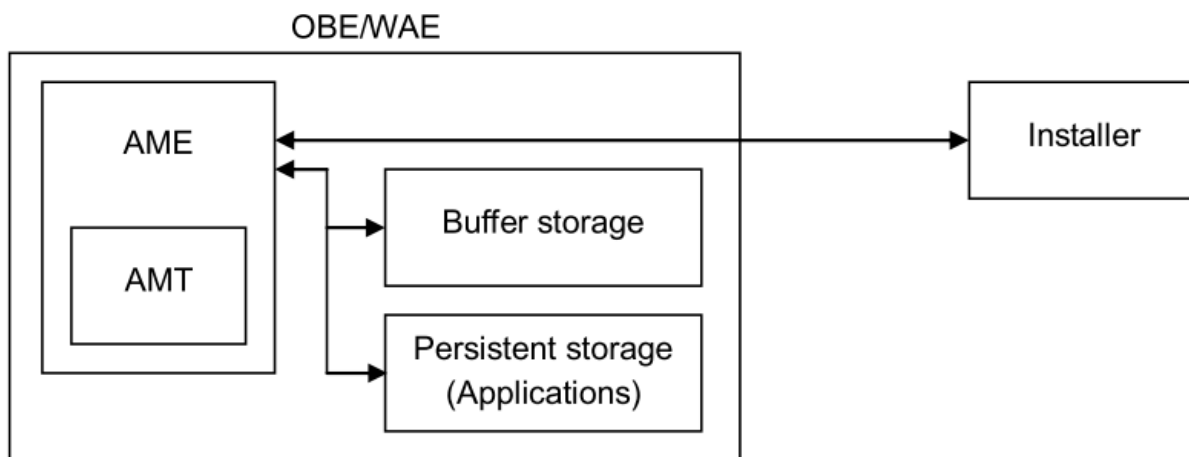 OBE/WAE
AME
Installer
Buffer storage
AMT
Persistent storage
(Applications)